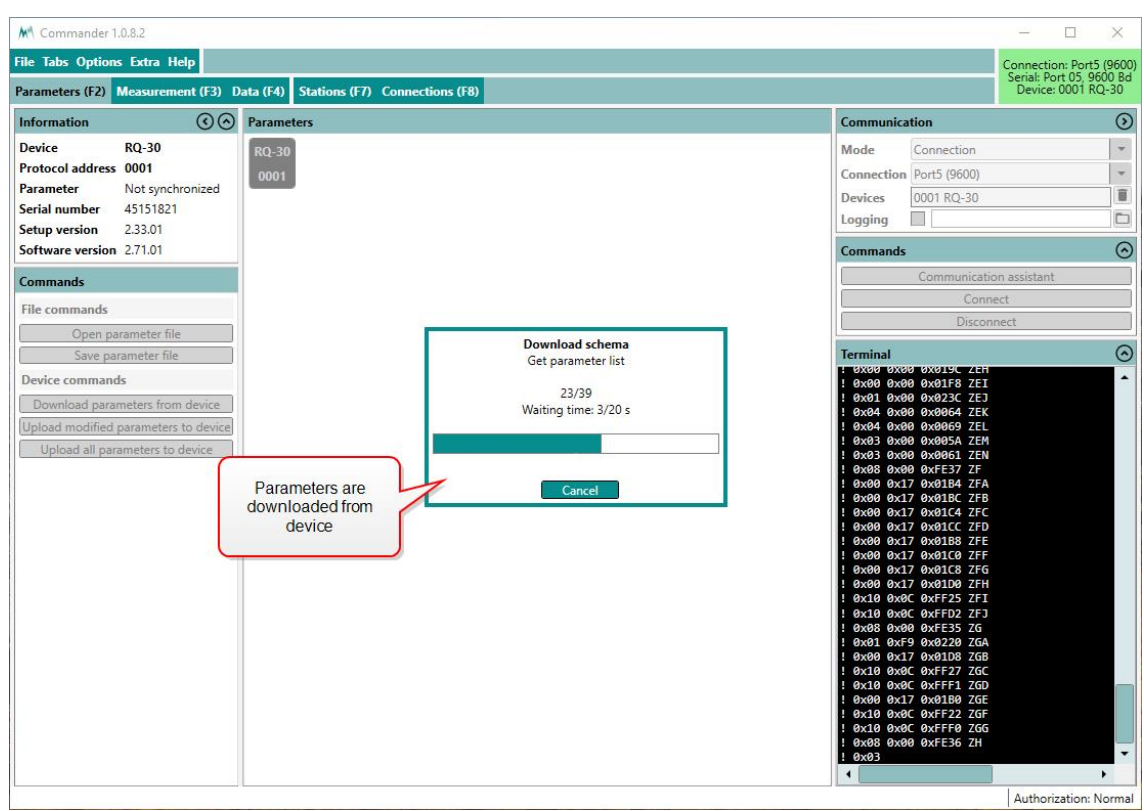 Commander 1.0.8.2
File Tabs Options Extra Help
Connection: Port5 (9600)
Serial: Port 05, 9600 Bd
Device: 0001 RQ-30
Parameters (F2) Measurement (F3) Data (F4) Stations (F7) Connections (F8)
Information
Device RQ-30
Protocol address 0001
Parameter Not synchronized
Serial number 45151821
Setup version 2.33.01
Software version 2.71.01
Commands
File commands
Open parameter file
Save parameter file
Device commands
Download parameters from device
Upload modified parameters to device
Upload all parameters to device
Parameters
RQ-30
0001
Download schema
Get parameter list
23/39
Waiting time: 3/20 s
Cancel
Parameters are
downloaded from
device
Communication
Mode Connection
Connection Port5 (9600)
Devices 0001 RQ-30
Logging
Commands
Communication assistant
Connect
Disconnect
Terminal
! 0x00 0x00 0x019C ZEH
! 0x00 0x00 0x01F8 ZEI
! 0x01 0x00 0x023C ZEJ
! 0x04 0x00 0x0064 ZEK
! 0x04 0x00 0x0069 ZEL
! 0x03 0x00 0x005A ZEM
! 0x03 0x00 0x0061 ZEN
! 0x08 0x00 0xFE37 ZF
! 0x00 0x17 0x01B4 ZFA
! 0x00 0x17 0x01BC ZFB
! 0x00 0x17 0x01C4 ZFC
! 0x00 0x17 0x01CC ZFD
! 0x00 0x17 0x01B8 ZFE
! 0x00 0x17 0x01C0 ZFF
! 0x00 0x17 0x01C8 ZFG
! 0x00 0x17 0x01D0 ZFH
! 0x10 0x0C 0xFF25 ZFI
! 0x10 0x0C 0xFFD2 ZFJ
! 0x08 0x00 0xFE35 ZG
! 0x01 0xF9 0x0220 ZGA
! 0x00 0x17 0x01D8 ZGB
! 0x10 0x0C 0xFF27 ZGC
! 0x10 0x0C 0xFFF1 ZGD
! 0x00 0x17 0x01B0 ZGE
! 0x10 0x0C 0xFF22 ZGF
! 0x10 0x0C 0xFFF0 ZGG
! 0x08 0x00 0xFE36 ZH
! 0x03
Authorization: Normal